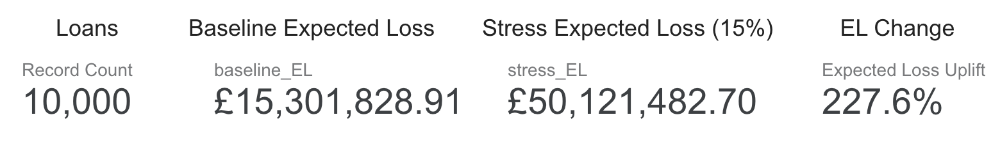 Loans Baseline Expected Loss Stress Expected Loss (15%) EL Change
Record Count baseline_EL stress_EL Expected Loss Uplift
10,000 £15,301,828.91 £50,121,482.70 227.6%